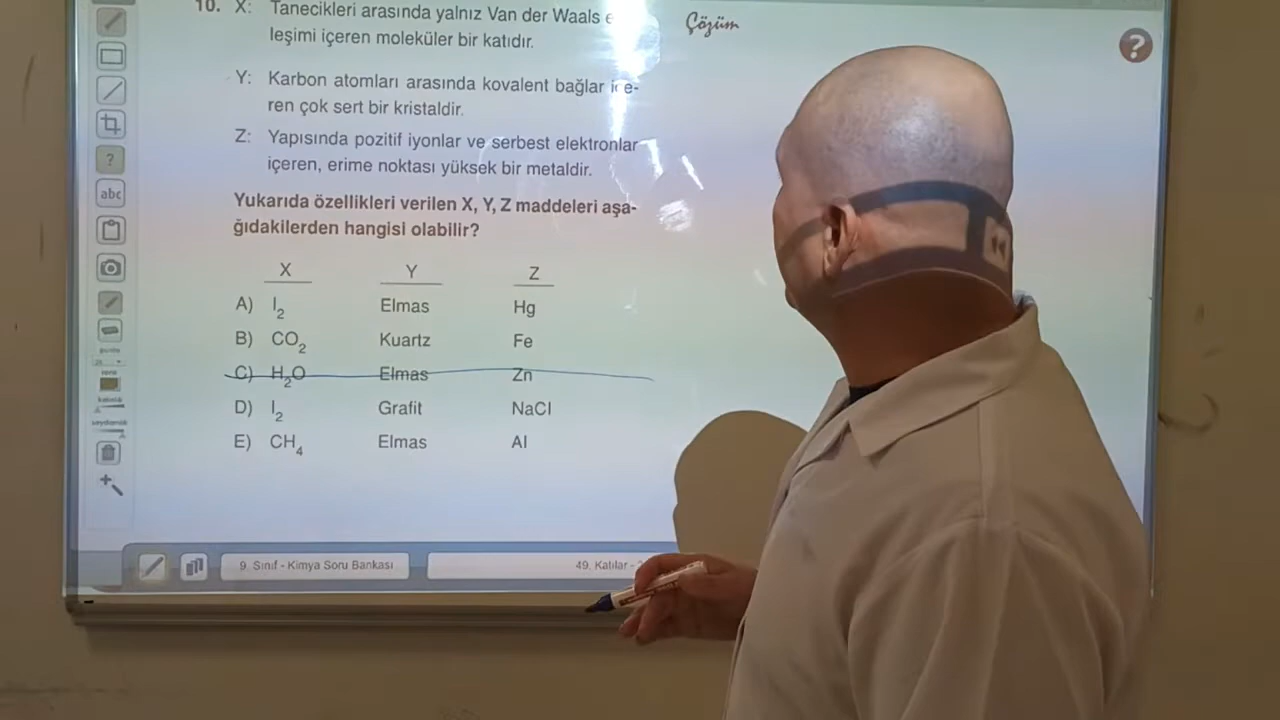 10. X: Tanecikleri arasında yalnız Van der Waals e
leşimi içeren moleküler bir katıdır.
Çözüm
?
Y: Karbon atomları arasında kovalent bağlar içe-
ren çok sert bir kristaldir.
Z: Yapısında pozitif iyonlar ve serbest elektronlar
içeren, erime noktası yüksek bir metaldir.
Yukarıda özellikleri verilen X, Y, Z maddeleri aşa-
ğıdakilerden hangisi olabilir?
X Y Z
A) I₂ Elmas Hg
B) CO₂ Kuartz Fe
C) H₂O Elmas Zn
D) I₂ Grafit NaCl
E) CH₄ Elmas Al
?
abc
9. Sınıf - Kimya Soru Bankası
49. Katılar -